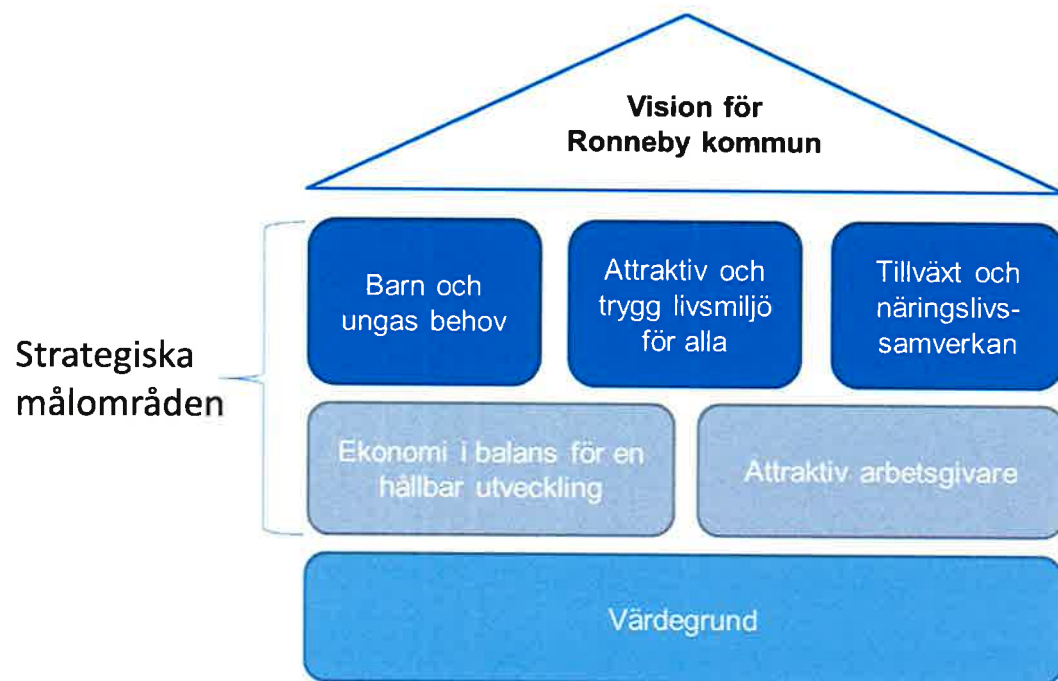 Vision för
Ronneby kommun
Barn och
ungas behov
Attraktiv och
trygg livsmiljö
för alla
Tillväxt och
näringslivs-
samverkan
Strategiska
målområden
Ekonomi i balans för en
hållbar utveckling
Attraktiv arbetsgivare
Värdegrund